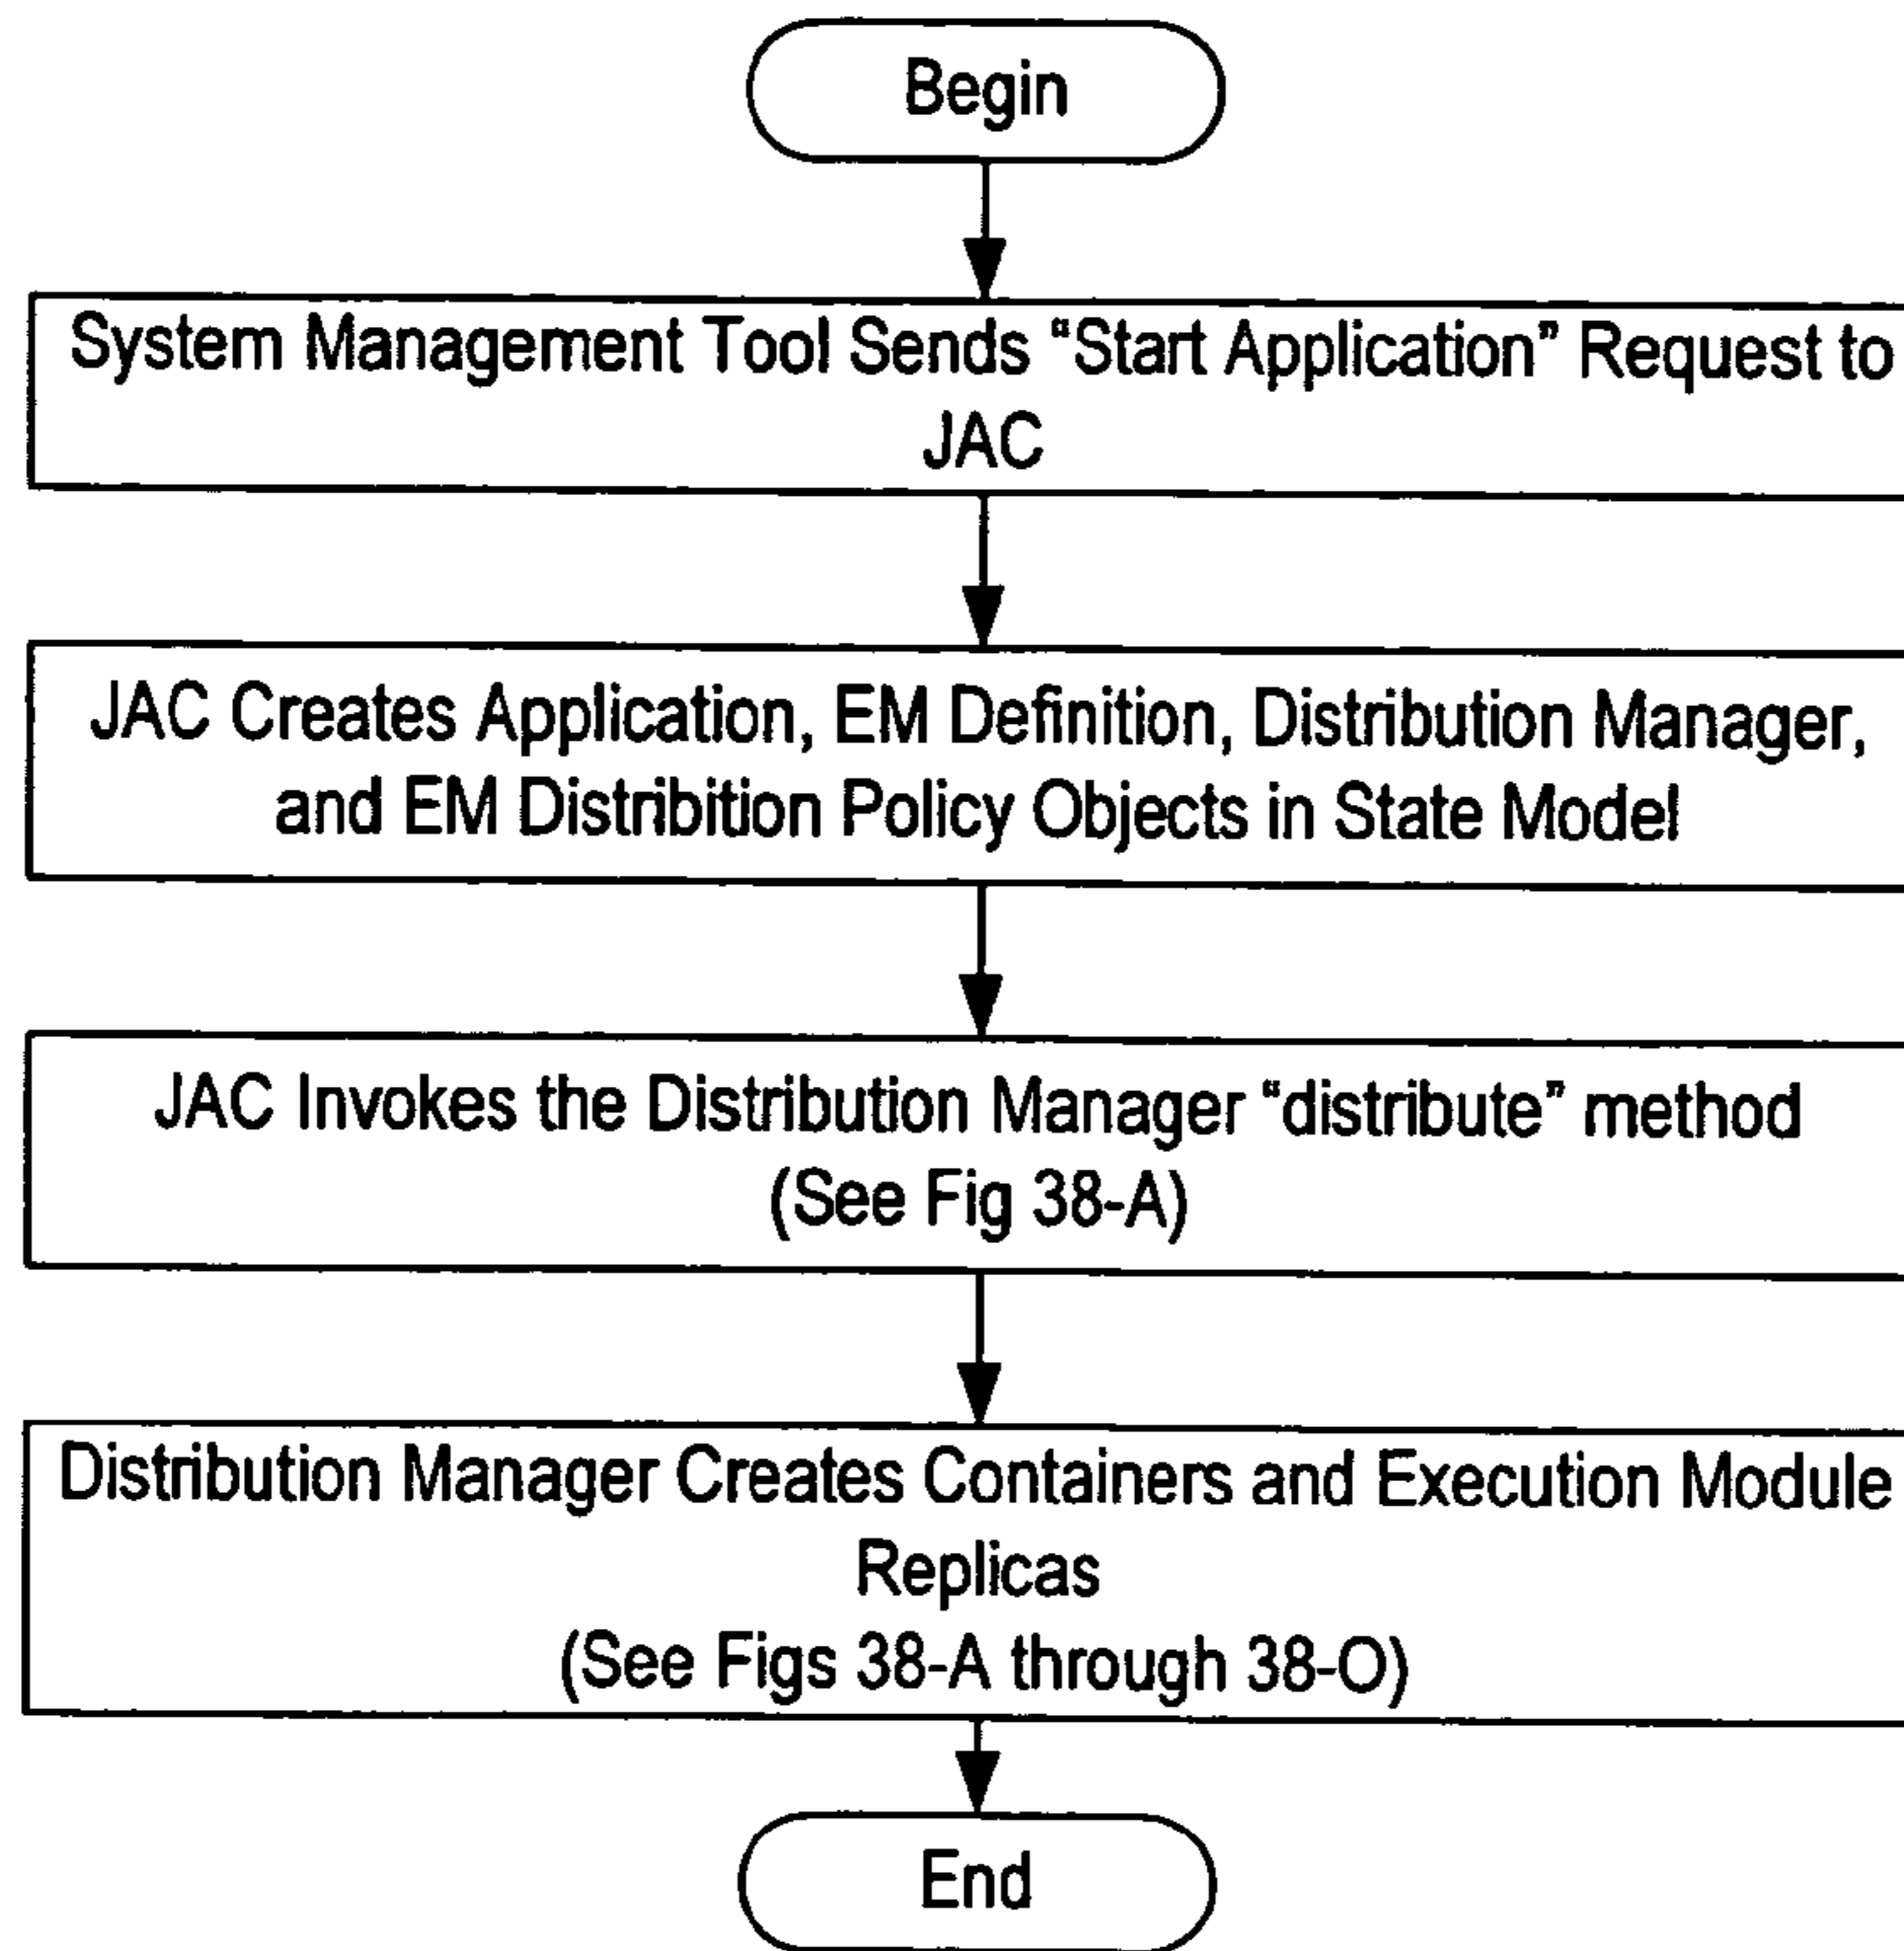 Begin
System Management Tool Sends “Start Application” Request to
JAC
JAC Creates Application, EM Definition, Distribution Manager,
and EM Distribition Policy Objects in State Model
JAC Invokes the Distribution Manager “distribute” method
(See Fig 38-A)
Distribution Manager Creates Containers and Execution Module
Replicas
(See Figs 38-A through 38-O)
End